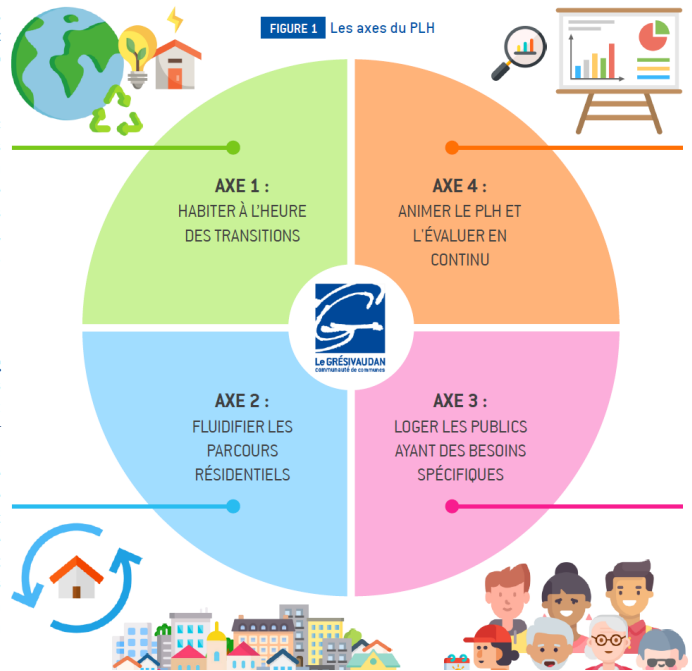 FIGURE 1 Les axes du PLH
AXE 1 :
HABITER À L'HEURE
DES TRANSITIONS
AXE 4 :
ANIMER LE PLH ET
L'ÉVALUER EN
CONTINU
Le GRÉSIVAUDAN
communauté de communes
AXE 2 :
FLUIDIFIER LES
PARCOURS
RÉSIDENTIELS
AXE 3 :
LOGER LES PUBLICS
AYANT DES BESOINS
SPÉCIFIQUES